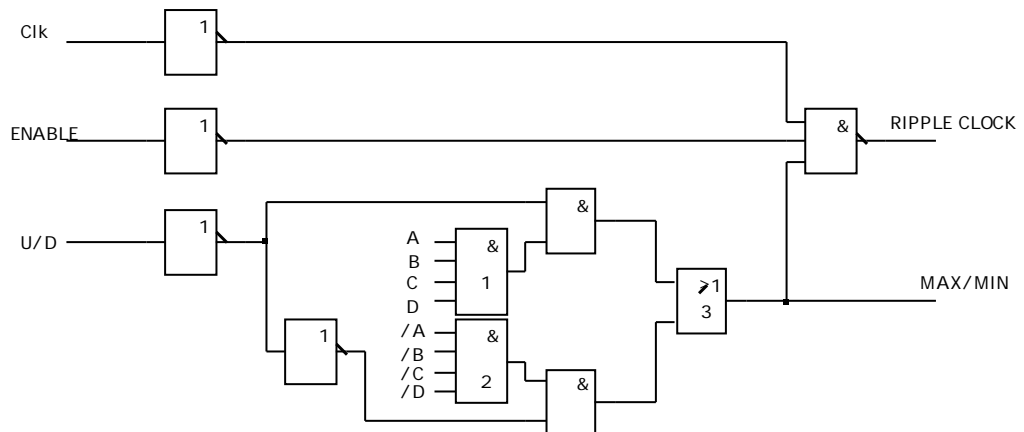 Clk
1
ENABLE
1
&
RIPPLE CLOCK
U/D
1
&
A
B
C
D
&
1
≥1
3
MAX/MIN
1
/A
/B
/C
/D
&
2
&